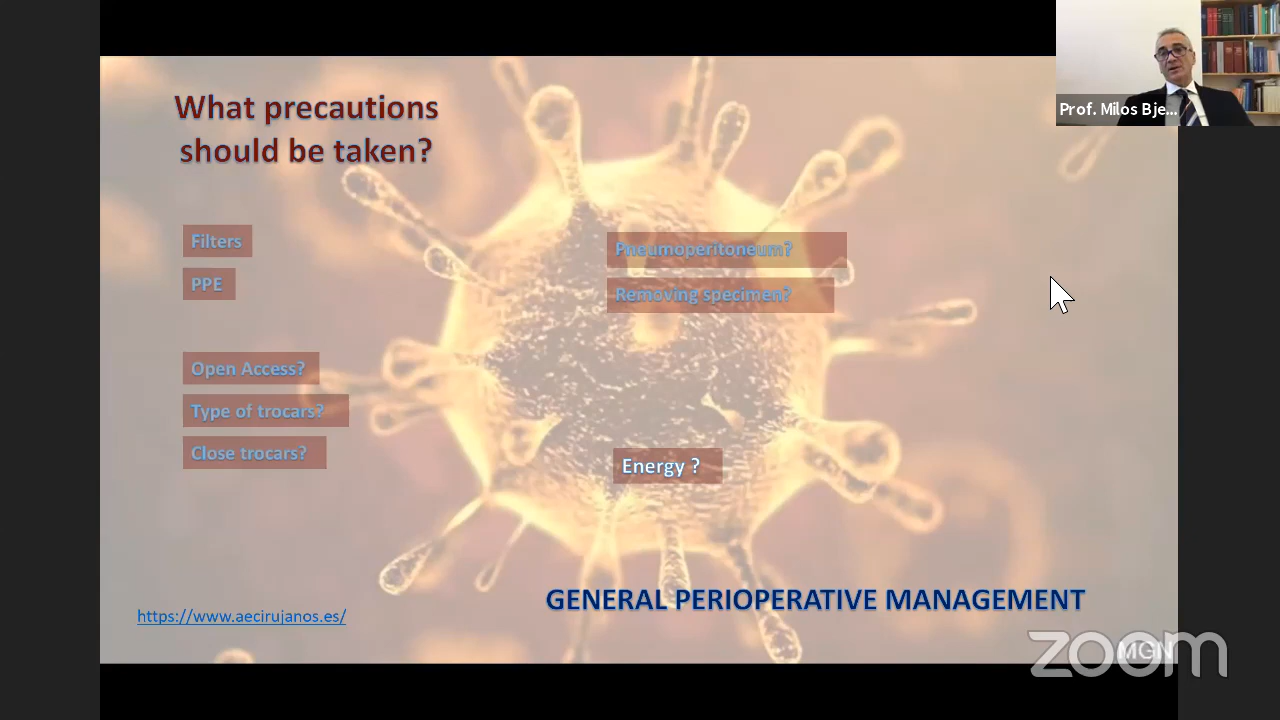 Prof. Milos Bje...
What precautions
should be taken?
Filters
PPE
Pneumoperitoneum?
Removing specimen?
Open Access?
Type of trocars?
Close trocars?
Energy ?
GENERAL PERIOPERATIVE MANAGEMENT
https://www.aecirujanos.es/
MGN
zoom